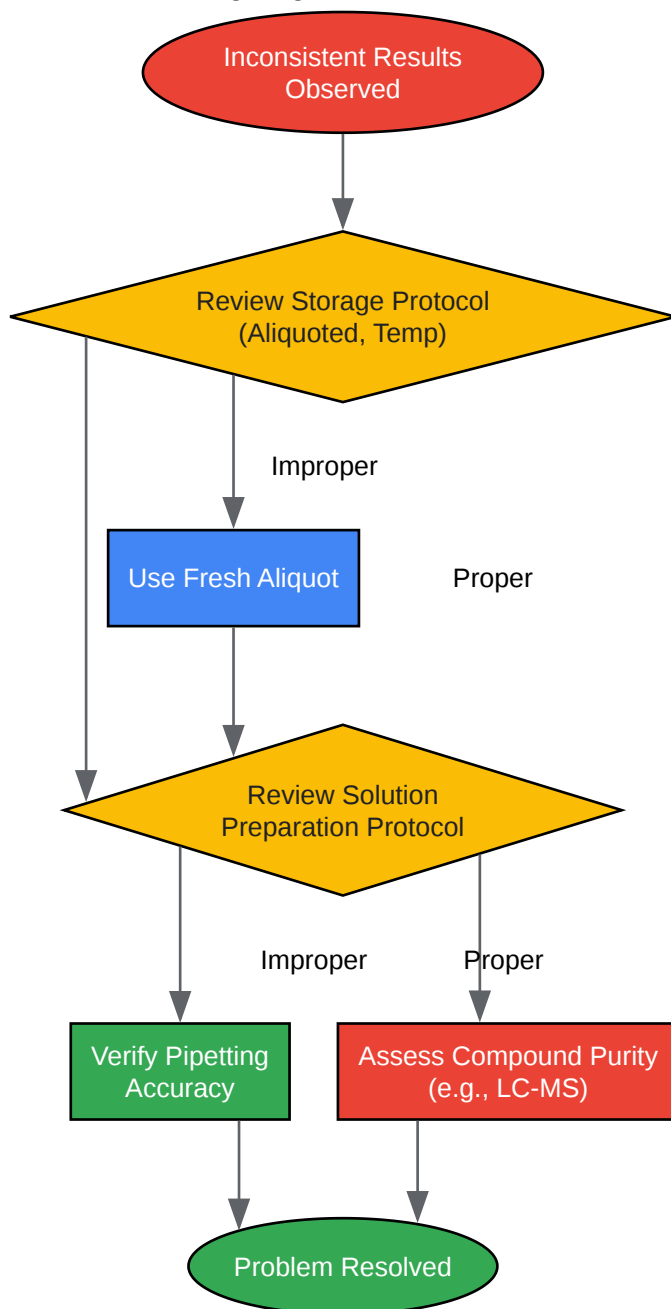 Inconsistent Results
Observed
Review Storage Protocol
(Aliquoted, Temp)
Improper
Use Fresh Aliquot
Proper
Review Solution
Preparation Protocol
Improper
Proper
Verify Pipetting
Accuracy
Assess Compound Purity
(e.g., LC-MS)
Problem Resolved